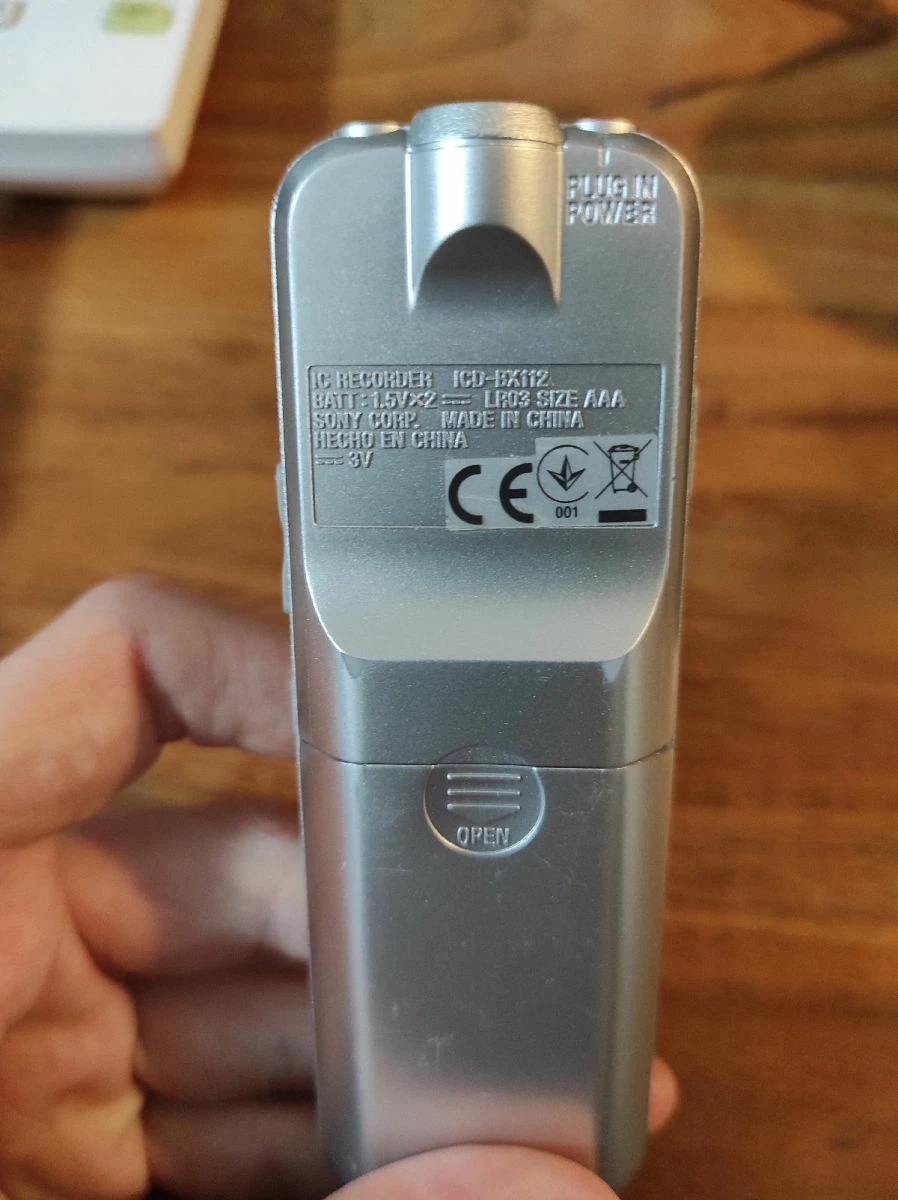 PLUG IN
POWER
IC RECORDER ICD-BX112
BATT : 1.5V×2 ⎓ LR03 SIZE AAA
SONY CORP. MADE IN CHINA
HECHO EN CHINA
⎓ 3V
CE
001
OPEN